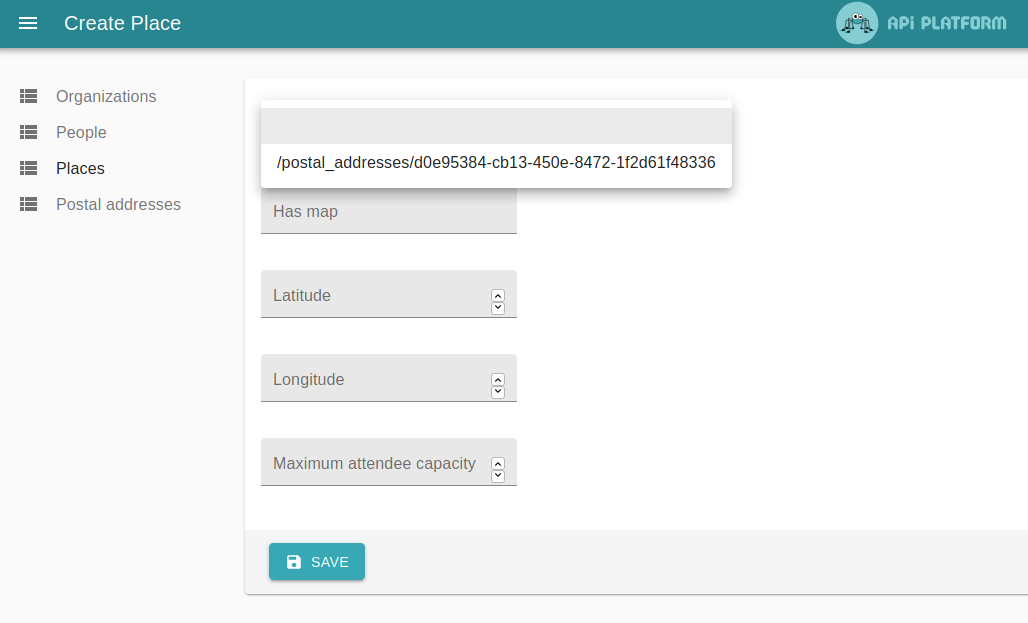 Create Place
APi PLATFORM
Organizations
People
Places
Postal addresses
/postal_addresses/d0e95384-cb13-450e-8472-1f2d61f48336
Has map
Latitude
Longitude
Maximum attendee capacity
SAVE